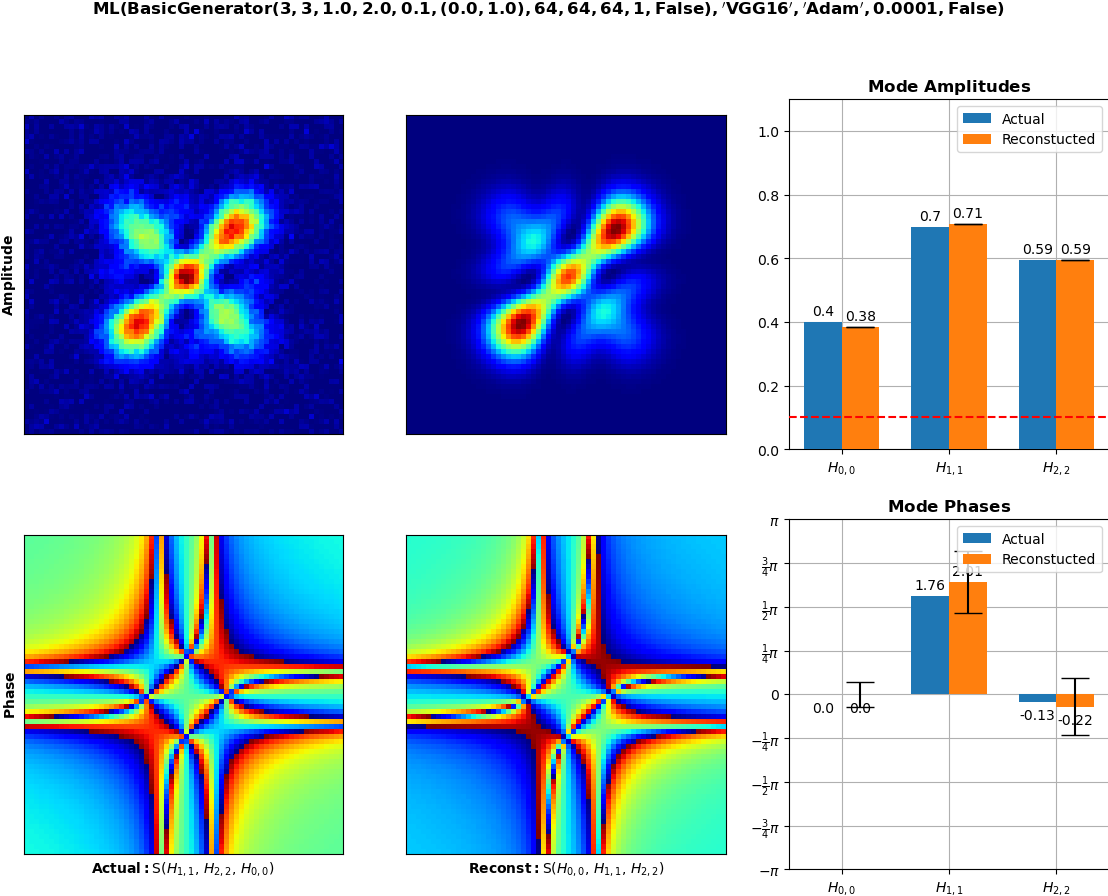 ML(BasicGenerator(3, 3, 1.0, 2.0, 0.1, (0.0, 1.0), 64, 64, 64, 1, False), ′VGG16′, ′Adam′, 0.0001, False)
Amplitude
Mode Amplitudes
Actual
Reconstucted
1.0
0.8
0.6
0.4
0.2
0.0
0.4
0.38
0.7
0.71
0.59
0.59
H0,0
H1,1
H2,2
Phase
Actual: S(H1,1, H2,2, H0,0)
Reconst: S(H0,0, H1,1, H2,2)
Mode Phases
Actual
Reconstucted
π
3/4π
1/2π
1/4π
0
−1/4π
−1/2π
−3/4π
−π
0.0
-0.0
1.76
2.01
-0.13
-0.22
H0,0
H1,1
H2,2